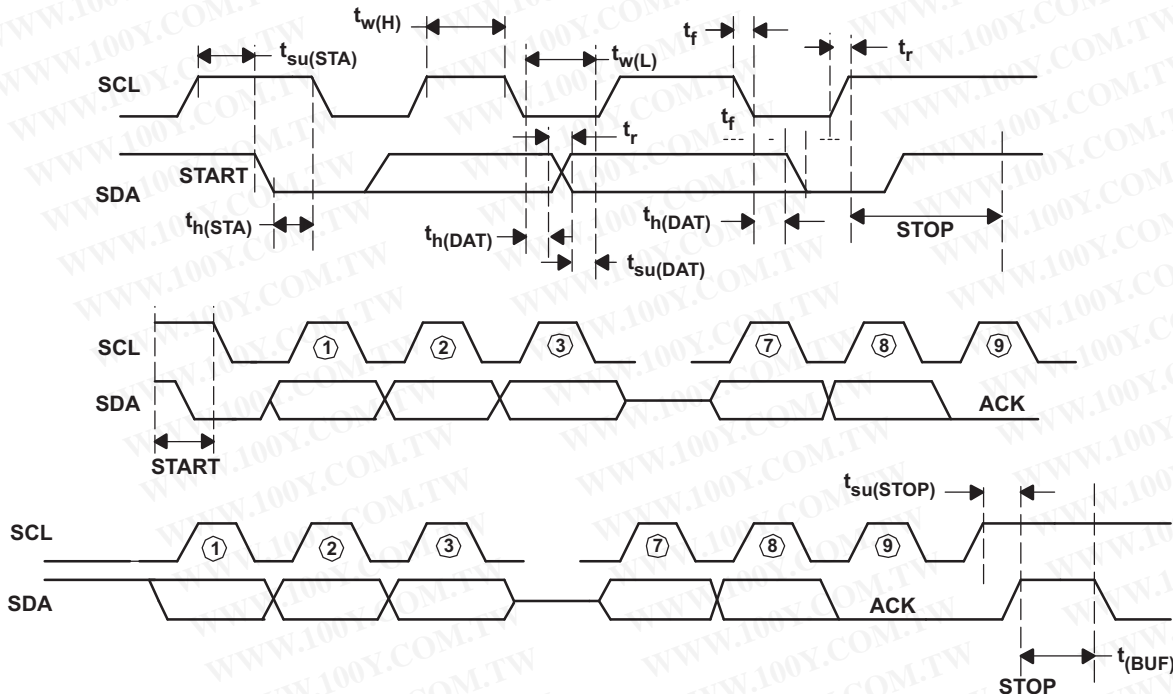 t_w(H)
t_f
t_su(STA)
t_w(L)
t_r
SCL
t_f
t_r
START
SDA
t_h(STA)
t_h(DAT)
t_h(DAT)
STOP
t_su(DAT)
SCL
1 2 3 7 8 9
SDA
ACK
START
t_su(STOP)
SCL
1 2 3 7 8 9
SDA
ACK
t_(BUF)
STOP
WWW.100Y.COM.TW